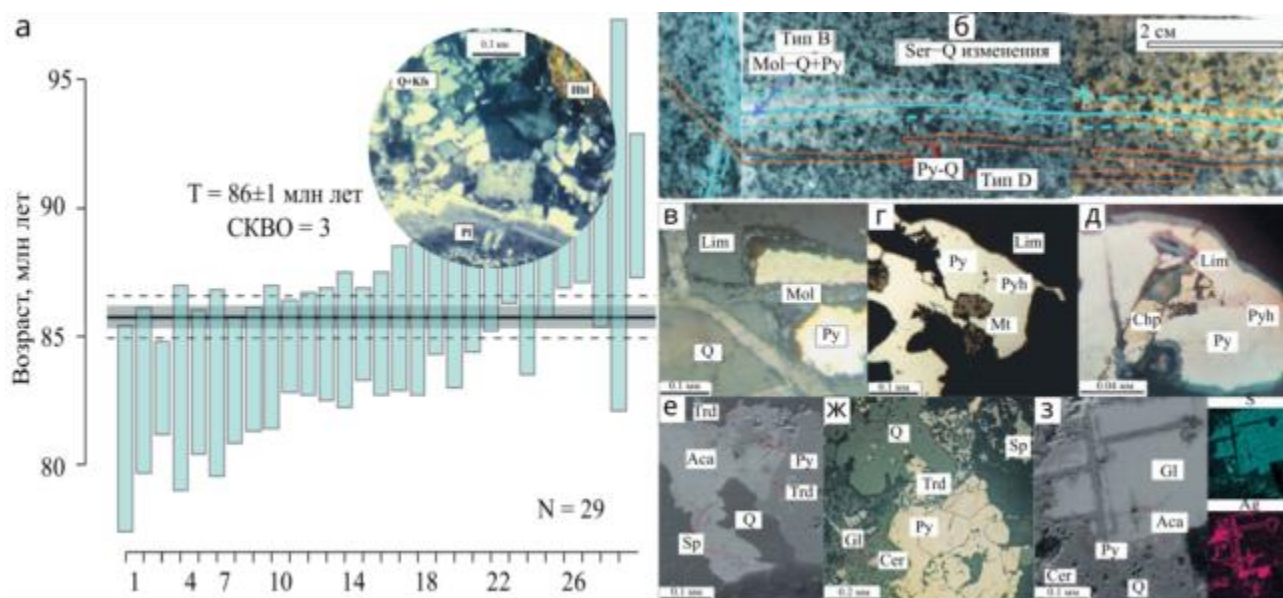 а
95
90
85
80
Возраст, млн лет
T = 86±1 млн лет
СКВО = 3
N = 29
1
4
7
10
14
18
22
26
0.3 мм
Q+Kfs
Hbl
Pl
б
2 см
Тип В
Mol–Q+Py
Ser–Q изменения
Py-Q
Тип D
в
Lim
Mol
Py
Q
0.1 мм
г
Py
Lim
Pyh
Mt
0.1 мм
д
Lim
Chp
Pyh
Py
0.04 мм
е
Trd
Aca
Py
Trd
Q
Sp
0.1 мм
ж
Q
Sp
Trd
Py
Gl
Cer
0.2 мм
з
Gl
Aca
Py
Cer
Q
0.1 мм
S
Ag